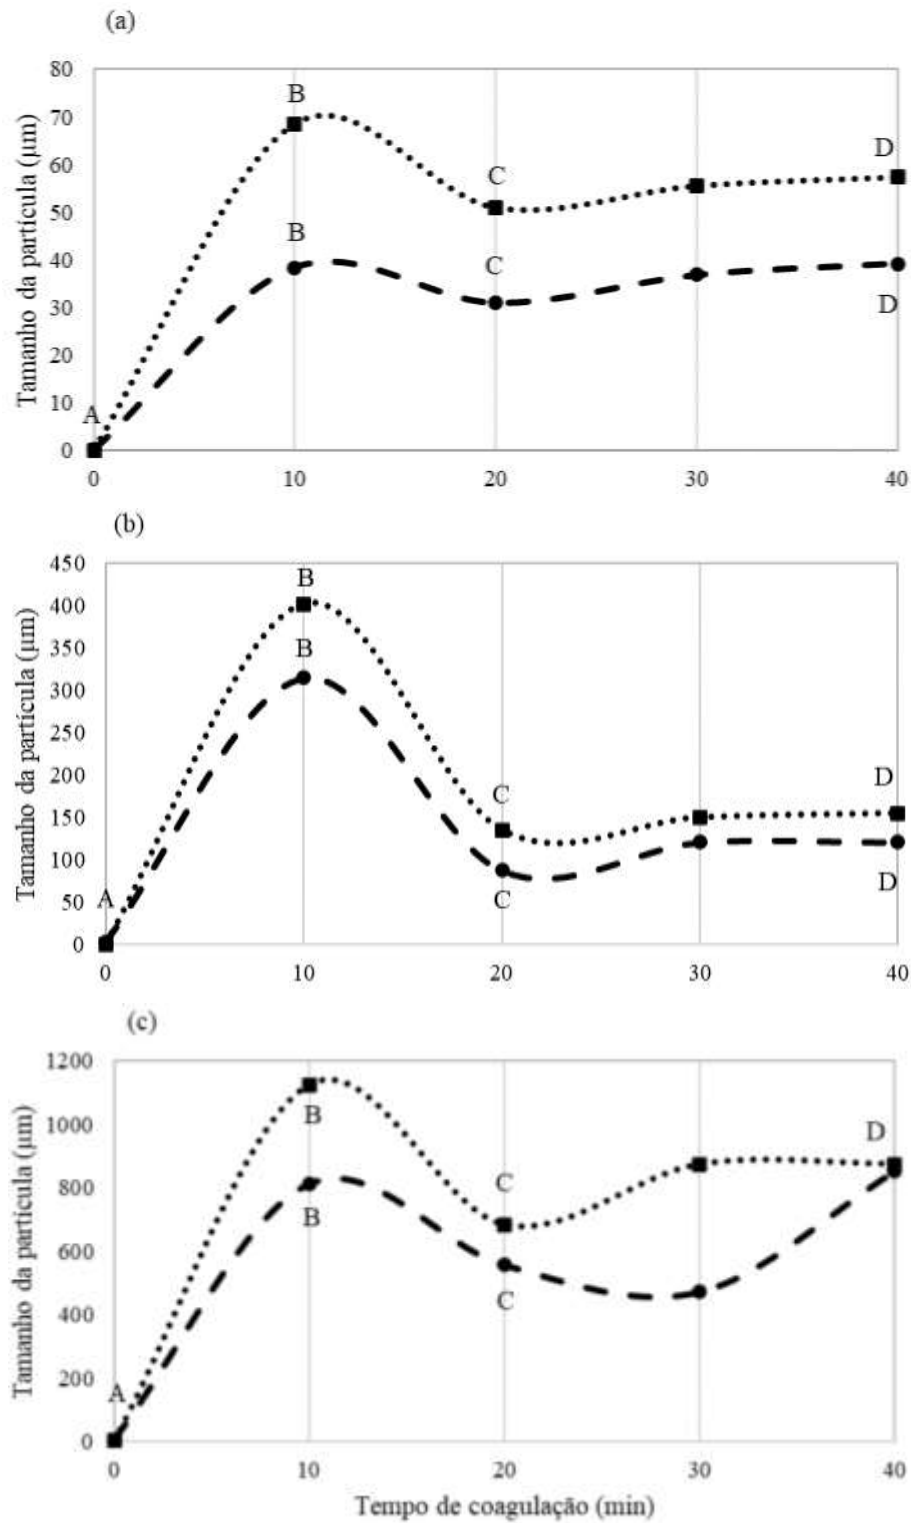 (a)
Tamanho da partícula (μm)
80
70
60
50
40
30
20
10
0
A
B
B
C
C
D
D
0 10 20 30 40
(b)
Tamanho da partícula (μm)
450
400
350
300
250
200
150
100
50
0
A
B
B
C
C
D
D
0 10 20 30 40
(c)
Tamanho da partícula (μm)
1200
1000
800
600
400
200
0
A
B
B
C
C
D
0 10 20 30 40
Tempo de coagulação (min)